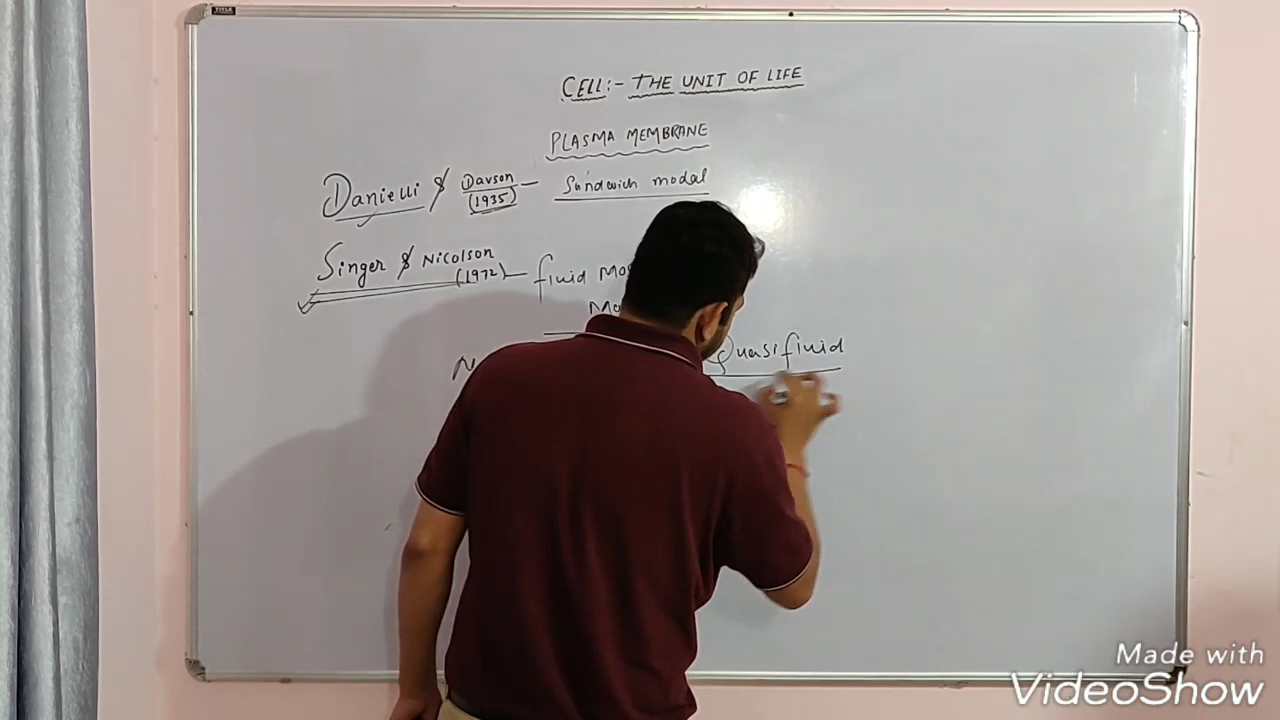 CELL:- THE UNIT OF LIFE
PLASMA MEMBRANE
Danielli & Davson (1935) - Sandwich modal
Singer & Nicolson (1972) - fluid
Quasifluid
Made with
VideoShow